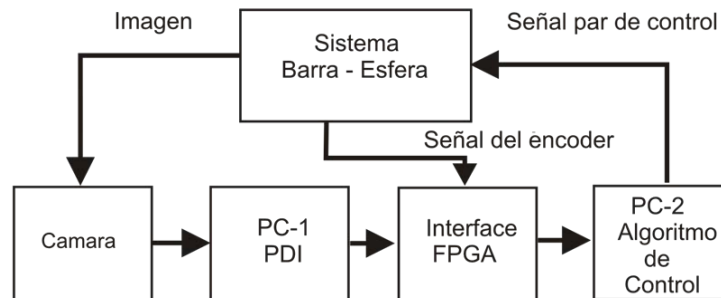 Imagen
Sistema
Barra - Esfera
Señal par de control
Señal del encoder
Camara
PC-1
PDI
Interface
FPGA
PC-2
Algoritmo
de
Control